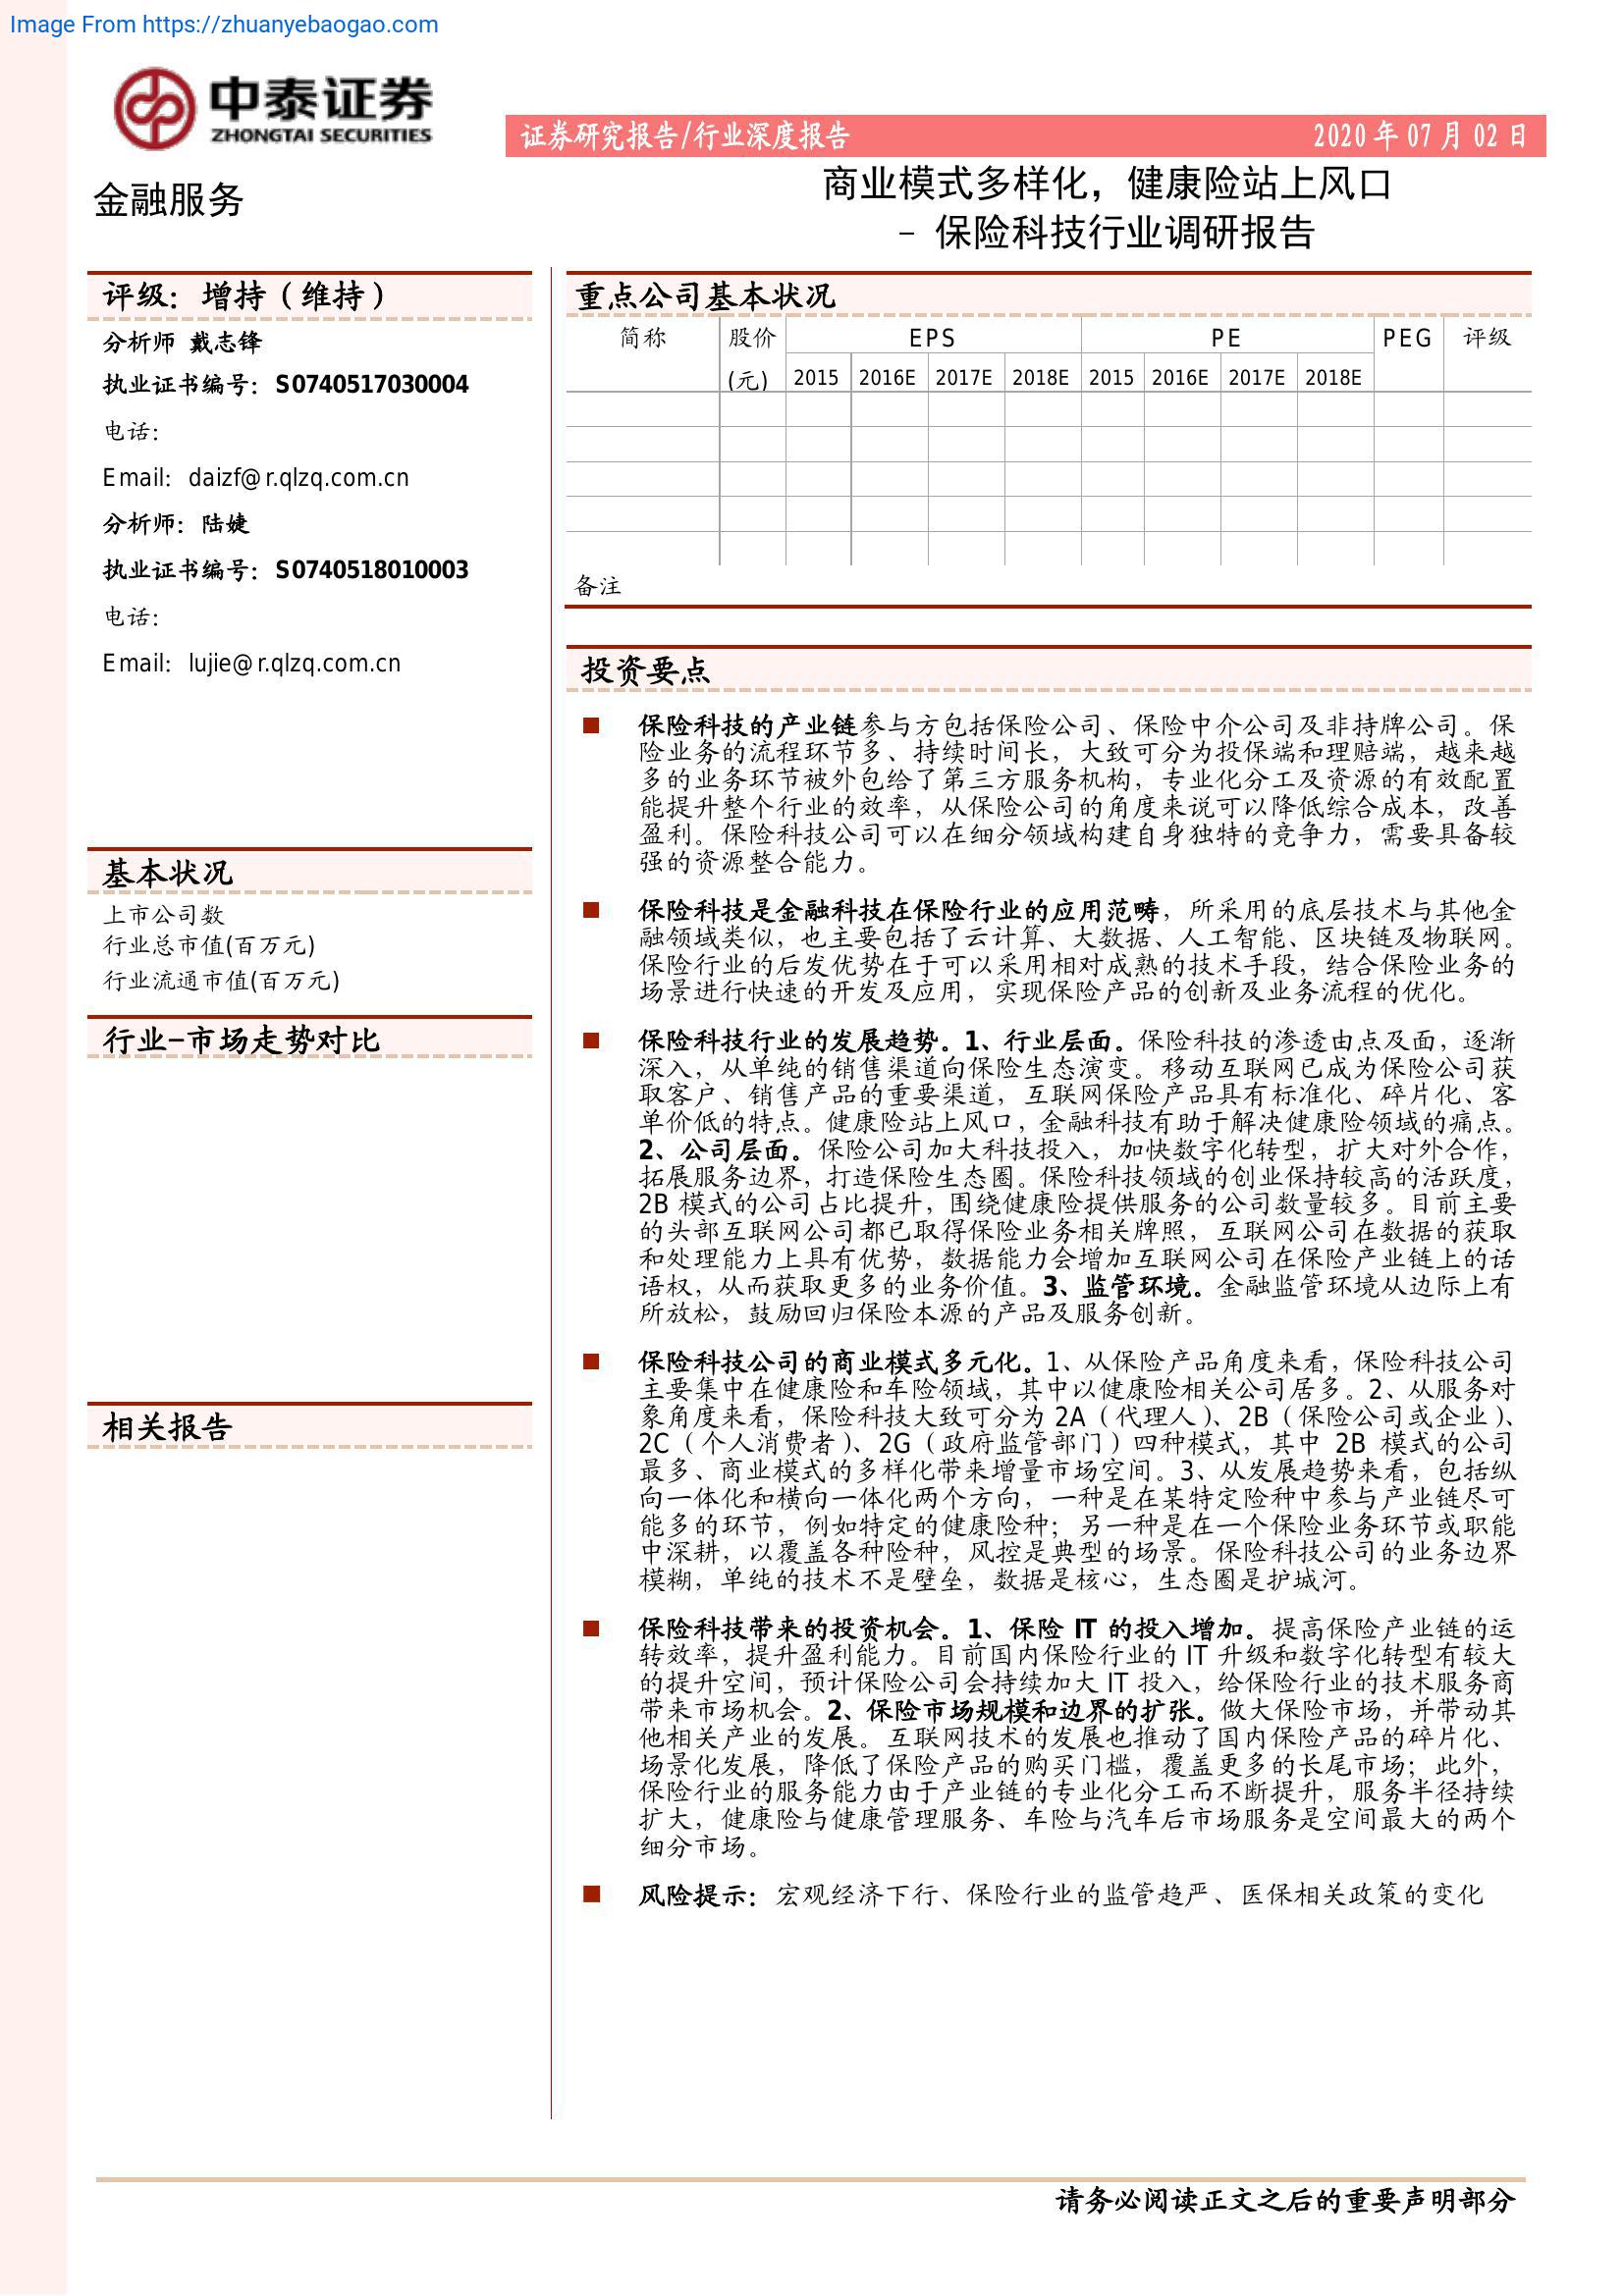 Image From https://zhuanyebaogao.com
中泰证券
ZHONGTAI SECURITIES
证券研究报告/行业深度报告
2020 年 07 月 02 日
金融服务
商业模式多样化，健康险站上风口
- 保险科技行业调研报告
评级：增持（维持）
分析师 戴志锋
执业证书编号：S0740517030004
电话：
Email：daizf@r.qlzq.com.cn
分析师：陆婕
执业证书编号：S0740518010003
电话：
Email：lujie@r.qlzq.com.cn
基本状况
上市公司数
行业总市值(百万元)
行业流通市值(百万元)
行业-市场走势对比
相关报告
重点公司基本状况
简称 股价 EPS PE PEG 评级
(元) 2015 2016E 2017E 2018E 2015 2016E 2017E 2018E
备注
投资要点
■ 保险科技的产业链参与方包括保险公司、保险中介公司及非持牌公司。保
险业务的流程环节多、持续时间长，大致可分为投保端和理赔端，越来越
多的业务环节被外包给了第三方服务机构，专业化分工及资源的有效配置
能提升整个行业的效率，从保险公司的角度来说可以降低综合成本，改善
盈利。保险科技公司可以在细分领域构建自身独特的竞争力，需要具备较
强的资源整合能力。
■ 保险科技是金融科技在保险行业的应用范畴，所采用的底层技术与其他金
融领域类似，也主要包括了云计算、大数据、人工智能、区块链及物联网。
保险行业的后发优势在于可以采用相对成熟的技术手段，结合保险业务的
场景进行快速的开发及应用，实现保险产品的创新及业务流程的优化。
■ 保险科技行业的发展趋势。1、行业层面。保险科技的渗透由点及面，逐渐
深入，从单纯的销售渠道向保险生态演变。移动互联网已成为保险公司获
取客户、销售产品的重要渠道，互联网保险产品具有标准化、碎片化、客
单价低的特点。健康险站上风口，金融科技有助于解决健康险领域的痛点。
2、公司层面。保险公司加大科技投入，加快数字化转型，扩大对外合作，
拓展服务边界，打造保险生态圈。保险科技领域的创业保持较高的活跃度，
2B 模式的公司占比提升，围绕健康险提供服务的公司数量较多。目前主要
的头部互联网公司都已取得保险业务相关牌照，互联网公司在数据的获取
和处理能力上具有优势，数据能力会增加互联网公司在保险产业链上的话
语权，从而获取更多的业务价值。3、监管环境。金融监管环境从边际上有
所放松，鼓励回归保险本源的产品及服务创新。
■ 保险科技公司的商业模式多元化。1、从保险产品角度来看，保险科技公司
主要集中在健康险和车险领域，其中以健康险相关公司居多。2、从服务对
象角度来看，保险科技大致可分为 2A（代理人）、2B（保险公司或企业）、
2C（个人消费者）、2G（政府监管部门）四种模式，其中 2B 模式的公司
最多、商业模式的多样化带来增量市场空间。3、从发展趋势来看，包括纵
向一体化和横向一体化两个方向，一种是在某特定险种中参与产业链尽可
能多的环节，例如特定的健康险种；另一种是在一个保险业务环节或职能
中深耕，以覆盖各种险种，风控是典型的场景。保险科技公司的业务边界
模糊，单纯的技术不是壁垒，数据是核心，生态圈是护城河。
■ 保险科技带来的投资机会。1、保险 IT 的投入增加。提高保险产业链的运
转效率，提升盈利能力。目前国内保险行业的 IT 升级和数字化转型有较大
的提升空间，预计保险公司会持续加大 IT 投入，给保险行业的技术服务商
带来市场机会。2、保险市场规模和边界的扩张。做大保险市场，并带动其
他相关产业的发展。互联网技术的发展也推动了国内保险产品的碎片化、
场景化发展，降低了保险产品的购买门槛，覆盖更多的长尾市场；此外，
保险行业的服务能力由于产业链的专业化分工而不断提升，服务半径持续
扩大，健康险与健康管理服务、车险与汽车后市场服务是空间最大的两个
细分市场。
■ 风险提示：宏观经济下行、保险行业的监管趋严、医保相关政策的变化
请务必阅读正文之后的重要声明部分